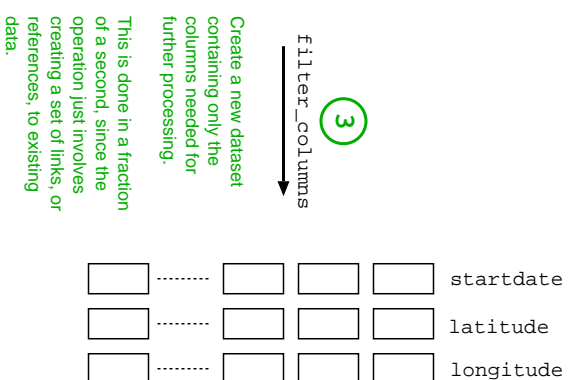 3
filter_columns
Create a new dataset
containing only the
columns needed for
further processing.
This is done in a fraction
of a second, since the
operation just involves
creating a set of links, or
references, to existing
data.
startdate
latitude
longitude